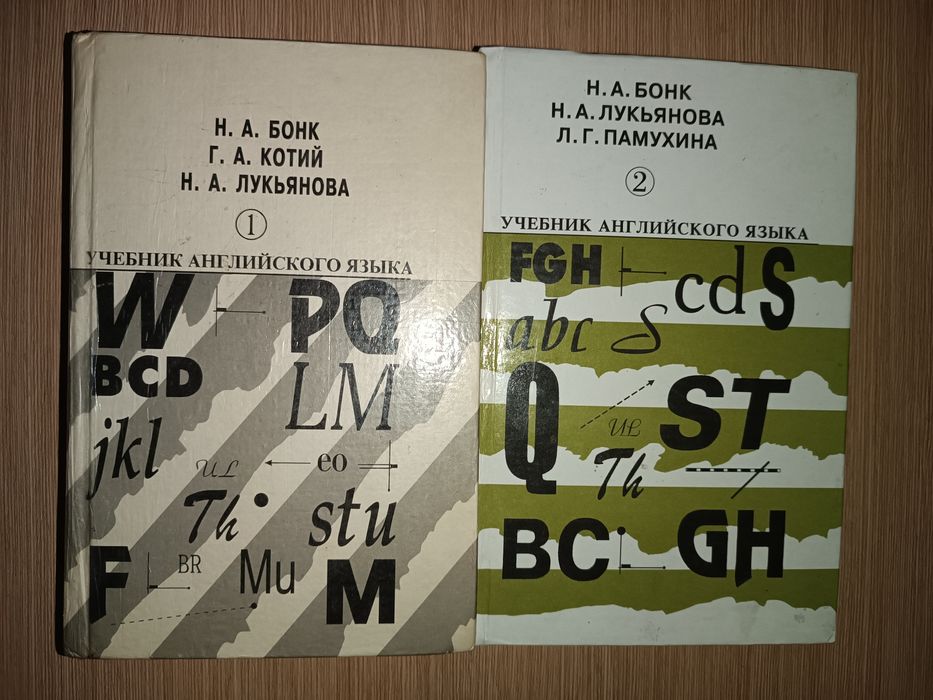 Н. А. БОНК
Г. А. КОТИЙ
Н. А. ЛУКЬЯНОВА
1
УЧЕБНИК АНГЛИЙСКОГО ЯЗЫКА
W PQ
BCD LM
jkl
UL eo
Th stu
F BR Mu M
Н. А. БОНК
Н. А. ЛУКЬЯНОВА
Л. Г. ПАМУХИНА
2
УЧЕБНИК АНГЛИЙСКОГО ЯЗЫКА
FGH cd S
abc S
Q UL ST
Th
BC GH